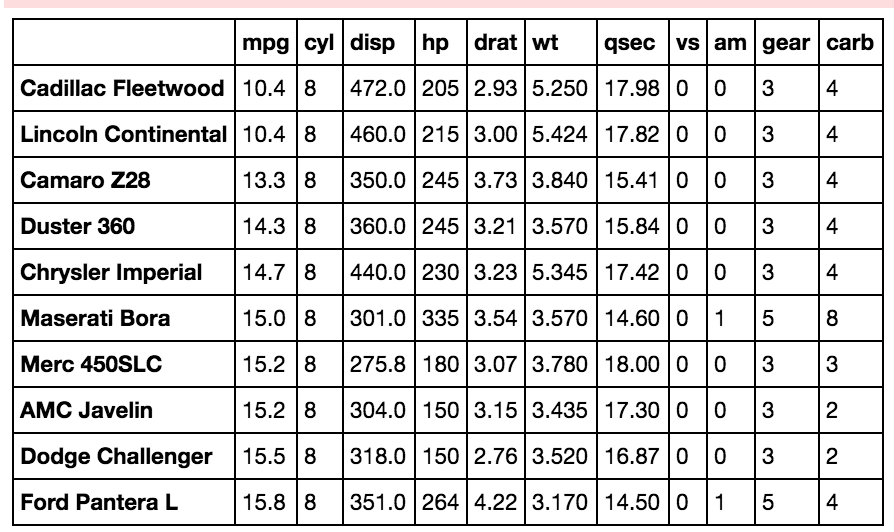 mpg cyl disp hp drat wt qsec vs am gear carb
Cadillac Fleetwood 10.4 8 472.0 205 2.93 5.250 17.98 0 0 3 4
Lincoln Continental 10.4 8 460.0 215 3.00 5.424 17.82 0 0 3 4
Camaro Z28 13.3 8 350.0 245 3.73 3.840 15.41 0 0 3 4
Duster 360 14.3 8 360.0 245 3.21 3.570 15.84 0 0 3 4
Chrysler Imperial 14.7 8 440.0 230 3.23 5.345 17.42 0 0 3 4
Maserati Bora 15.0 8 301.0 335 3.54 3.570 14.60 0 1 5 8
Merc 450SLC 15.2 8 275.8 180 3.07 3.780 18.00 0 0 3 3
AMC Javelin 15.2 8 304.0 150 3.15 3.435 17.30 0 0 3 2
Dodge Challenger 15.5 8 318.0 150 2.76 3.520 16.87 0 0 3 2
Ford Pantera L 15.8 8 351.0 264 4.22 3.170 14.50 0 1 5 4